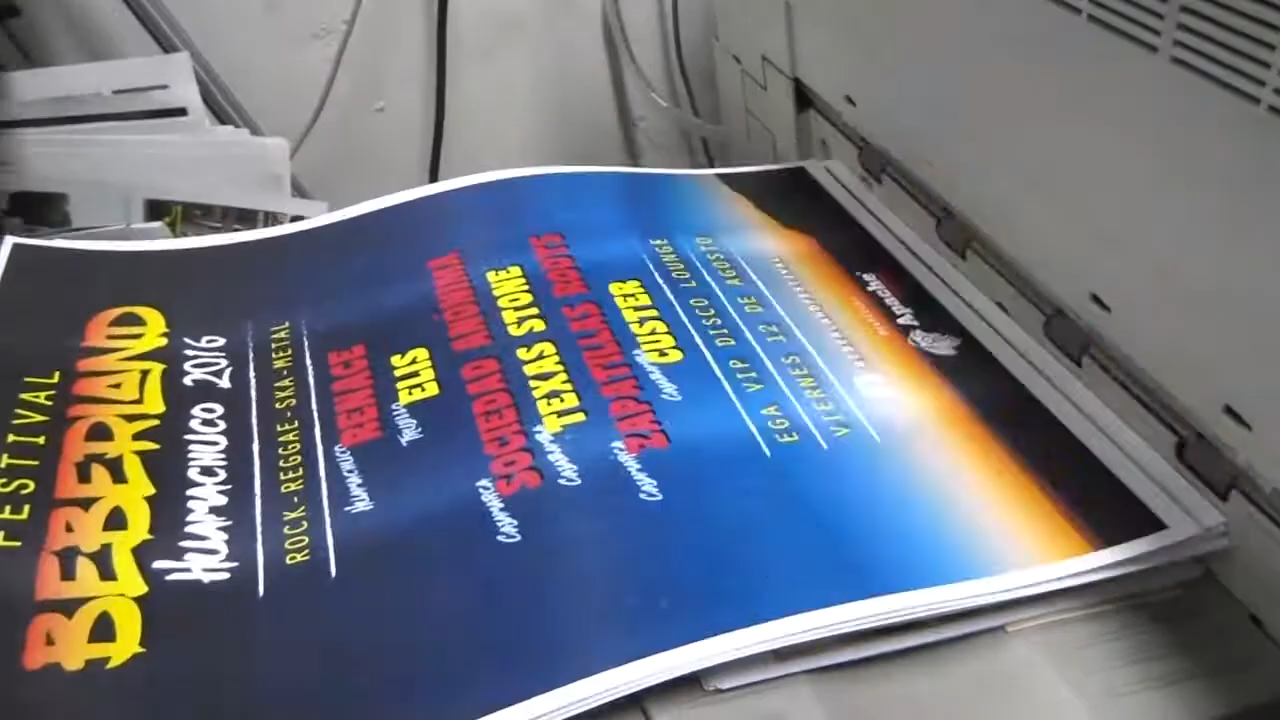 FESTIVAL
BEBERLAND
HUAMACHUCO 2016
ROCK-REGGAE-SKA-METAL
RENACE
HUAMACHUCO
ELIS
TRUJILLO
SOCIEDAD ANÓNIMA
CAJAMARCA
TEXAS STONE
CAJAMARCA
ZAPATILLAS ROOTS
CAJAMARCA
CUSTER
CAJAMARCA
EGA VIP DISCO LOUNGE
VIERNES 12 DE AGOSTO
Apache